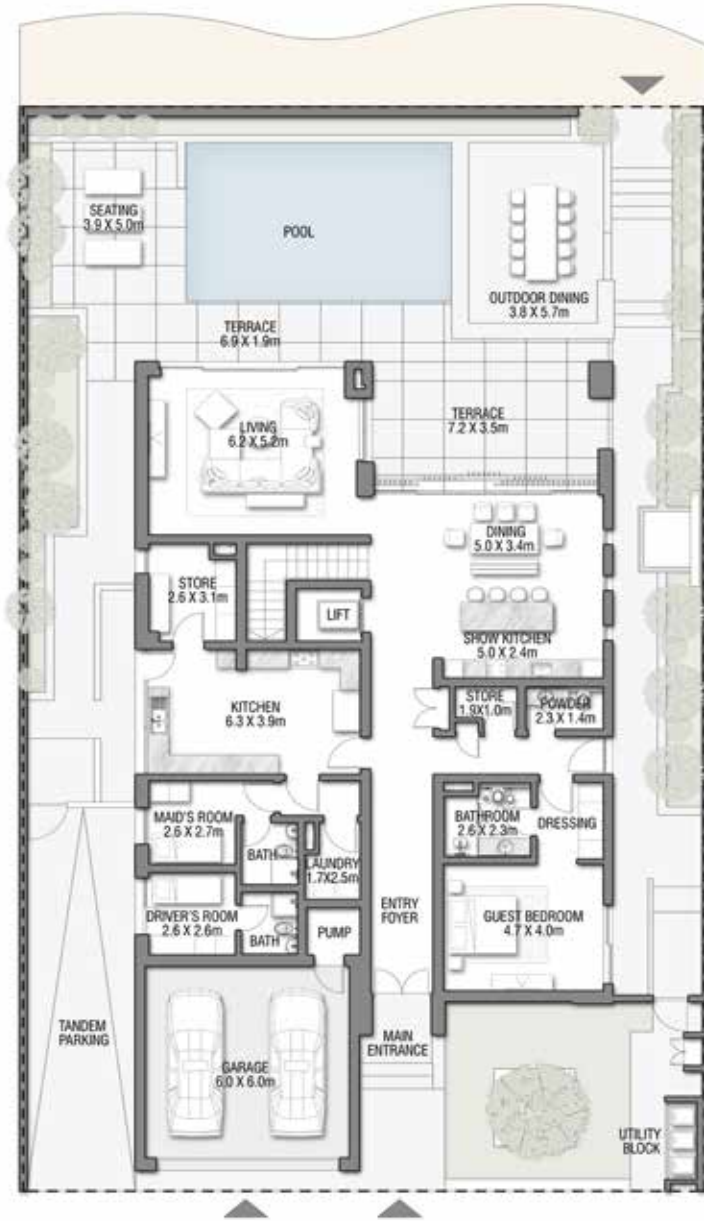 SEATING
3.9 X 5.0m
POOL
OUTDOOR DINING
3.8 X 5.7m
TERRACE
6.9 X 1.9m
TERRACE
7.2 X 3.5m
LIVING
6.2 X 5.2m
DINING
5.0 X 3.4m
STORE
2.6 X 3.1m
LIFT
SHOW KITCHEN
5.0 X 2.4m
KITCHEN
6.3 X 3.9m
STORE
1.9X1.0m
POWDER
2.3 X 1.4m
MAID'S ROOM
2.6 X 2.7m
BATH
LAUNDRY
1.7X2.5m
BATHROOM
2.6 X 2.3m
DRESSING
DRIVER'S ROOM
2.6 X 2.6m
BATH
PUMP
ENTRY
FOYER
GUEST BEDROOM
4.7 X 4.0m
TANDEM
PARKING
GARAGE
6.0 X 6.0m
MAIN
ENTRANCE
UTILITY
BLOCK